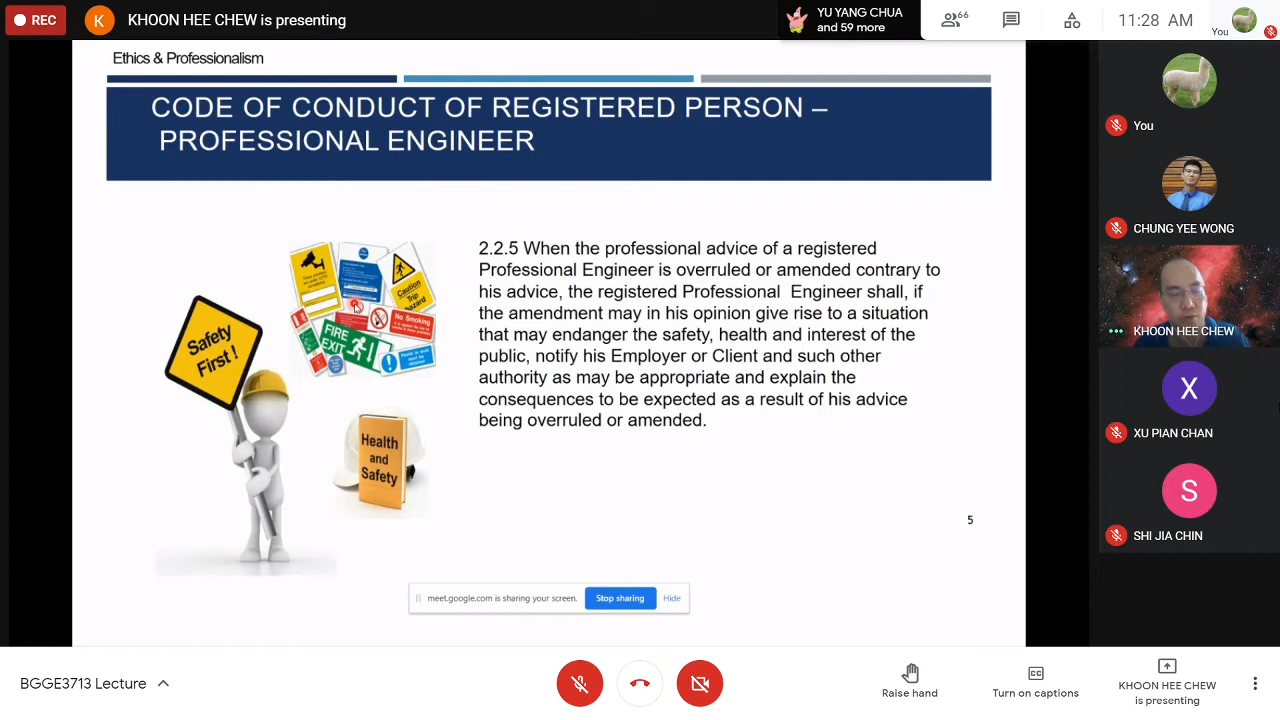 REC
K
KHOON HEE CHEW is presenting
YU YANG CHUA
and 59 more
66
11:28 AM
You
Ethics & Professionalism
CODE OF CONDUCT OF REGISTERED PERSON –
PROFESSIONAL ENGINEER
2.2.5 When the professional advice of a registered
Professional Engineer is overruled or amended contrary to
his advice, the registered Professional Engineer shall, if
the amendment may in his opinion give rise to a situation
that may endanger the safety, health and interest of the
public, notify his Employer or Client and such other
authority as may be appropriate and explain the
consequences to be expected as a result of his advice
being overruled or amended.
Safety
First !
Caution
Trip
hazard
No Smoking
FIRE
EXIT
Health
and
Safety
5
meet.google.com is sharing your screen.
Stop sharing
Hide
You
CHUNG YEE WONG
KHOON HEE CHEW
X
XU PIAN CHAN
S
SHI JIA CHIN
BGGE3713 Lecture
Raise hand
Turn on captions
KHOON HEE CHEW
is presenting